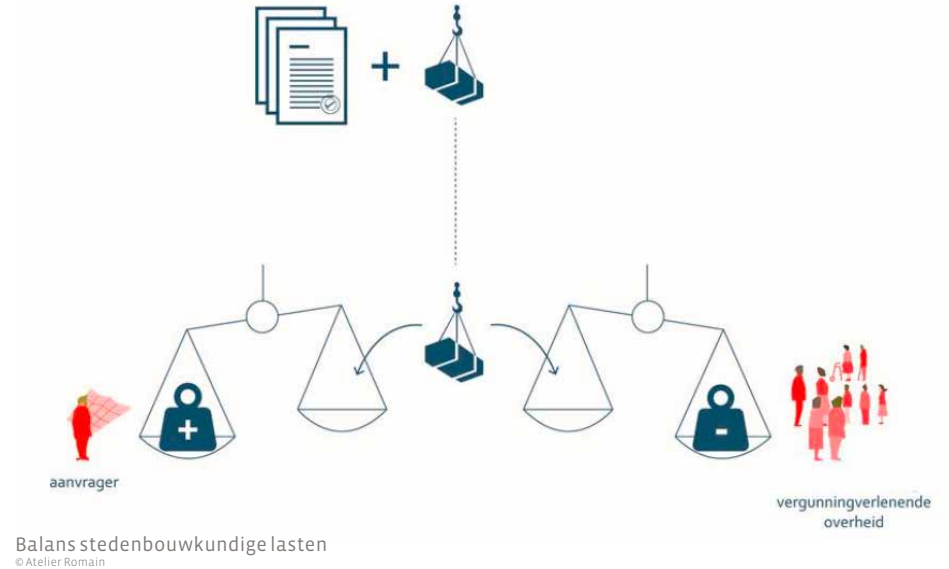 aanvrager
vergunningverlenende
overheid
Balans stedenbouwkundige lasten
© Atelier Romain